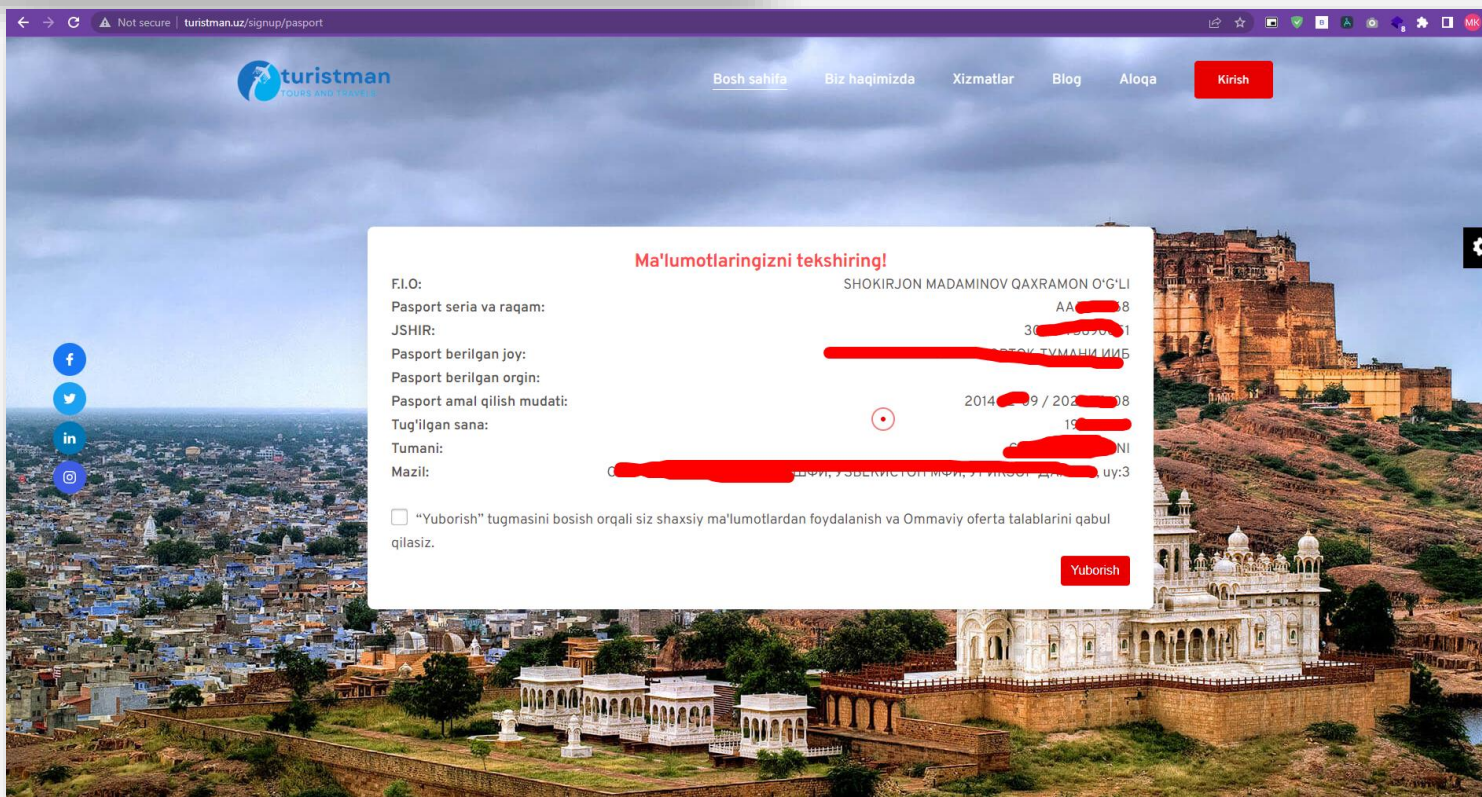 Not secure | turistman.uz/signup/pasport
MK
turistman
TOURS AND TRAVELS
Bosh sahifa
Biz haqimizda
Xizmatlar
Blog
Aloqa
Kirish
Ma'lumotlaringizni tekshiring!
F.I.O: SHOKIRJON MADAMINOV QAXRAMON O'G'LI
Pasport seria va raqam:
JSHIR:
Pasport berilgan joy: ТУМАНИ ИИБ
Pasport berilgan orgin:
Pasport amal qilish mudati:
Tug'ilgan sana:
Tumani:
Mazil: uy:3
“Yuborish” tugmasini bosish orqali siz shaxsiy ma'lumotlardan foydalanish va Ommaviy oferta talablarini qabul
qilasiz.
Yuborish